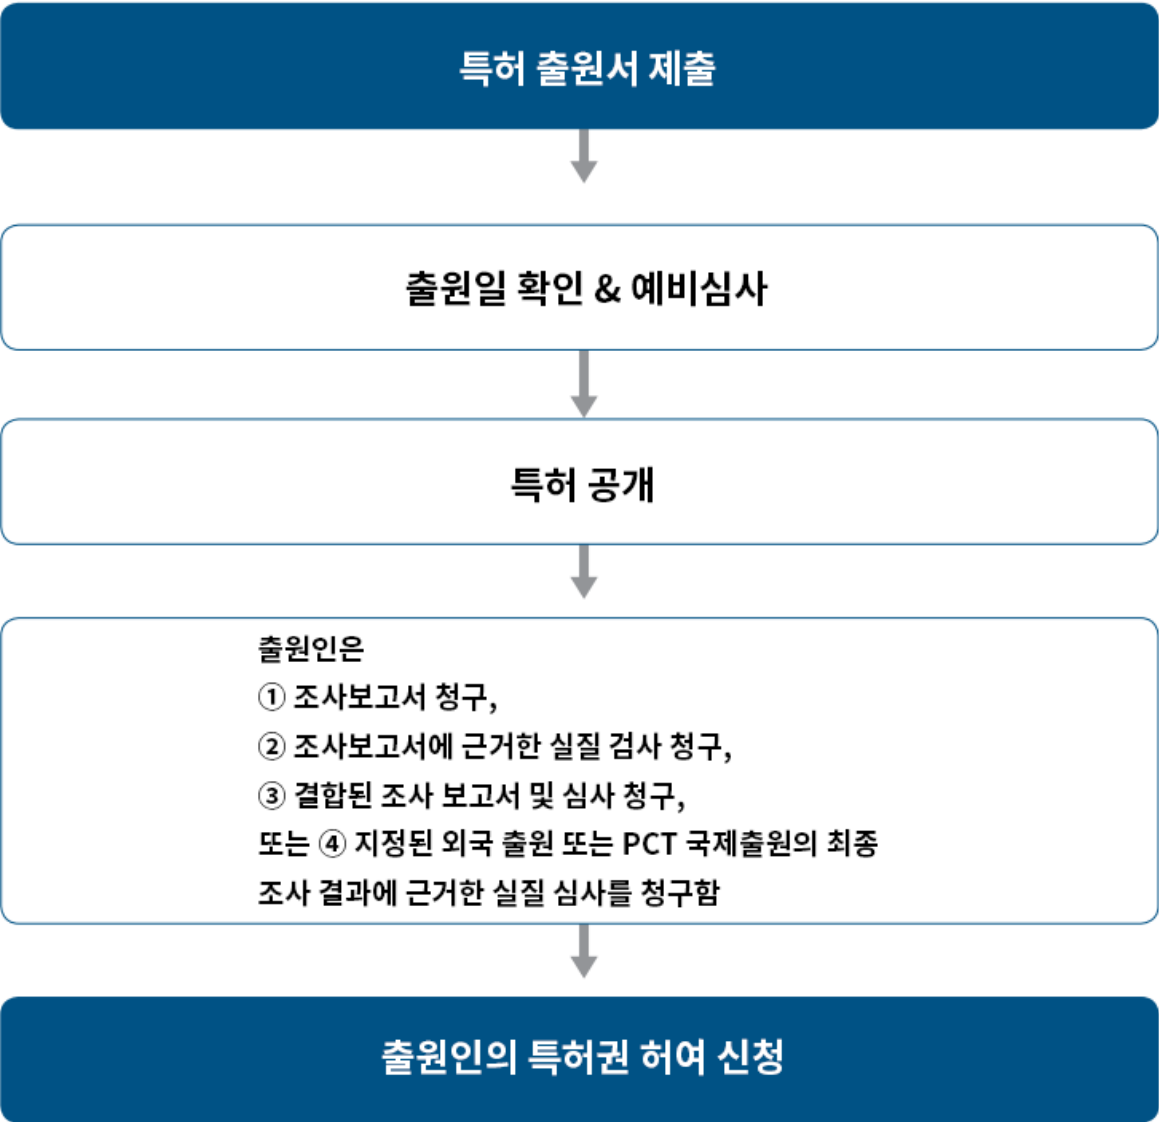 특허 출원서 제출
출원일 확인 & 예비심사
특허 공개
출원인은
① 조사보고서 청구,
② 조사보고서에 근거한 실질 검사 청구,
③ 결합된 조사 보고서 및 심사 청구,
또는 ④ 지정된 외국 출원 또는 PCT 국제출원의 최종
조사 결과에 근거한 실질 심사를 청구함
출원인의 특허권 허여 신청